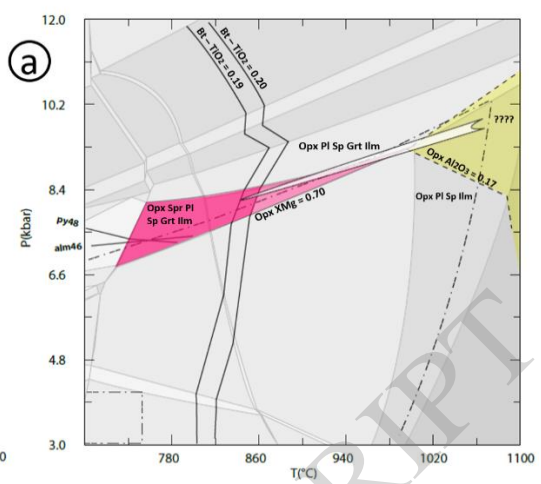 a
12.0
10.2
8.4
6.6
4.8
3.0
P(kbar)
Bt – TiO2 = 0.19
Bt – TiO2 = 0.20
Opx Pl Sp Grt Ilm
????
Opx Al2O3 = 0.17
Opx Pl Sp Ilm
Opx Spr Pl
Sp Grt Ilm
Opx XMg = 0.70
Py48
alm46
780
860
940
1020
1100
T(°C)
0
RIPT